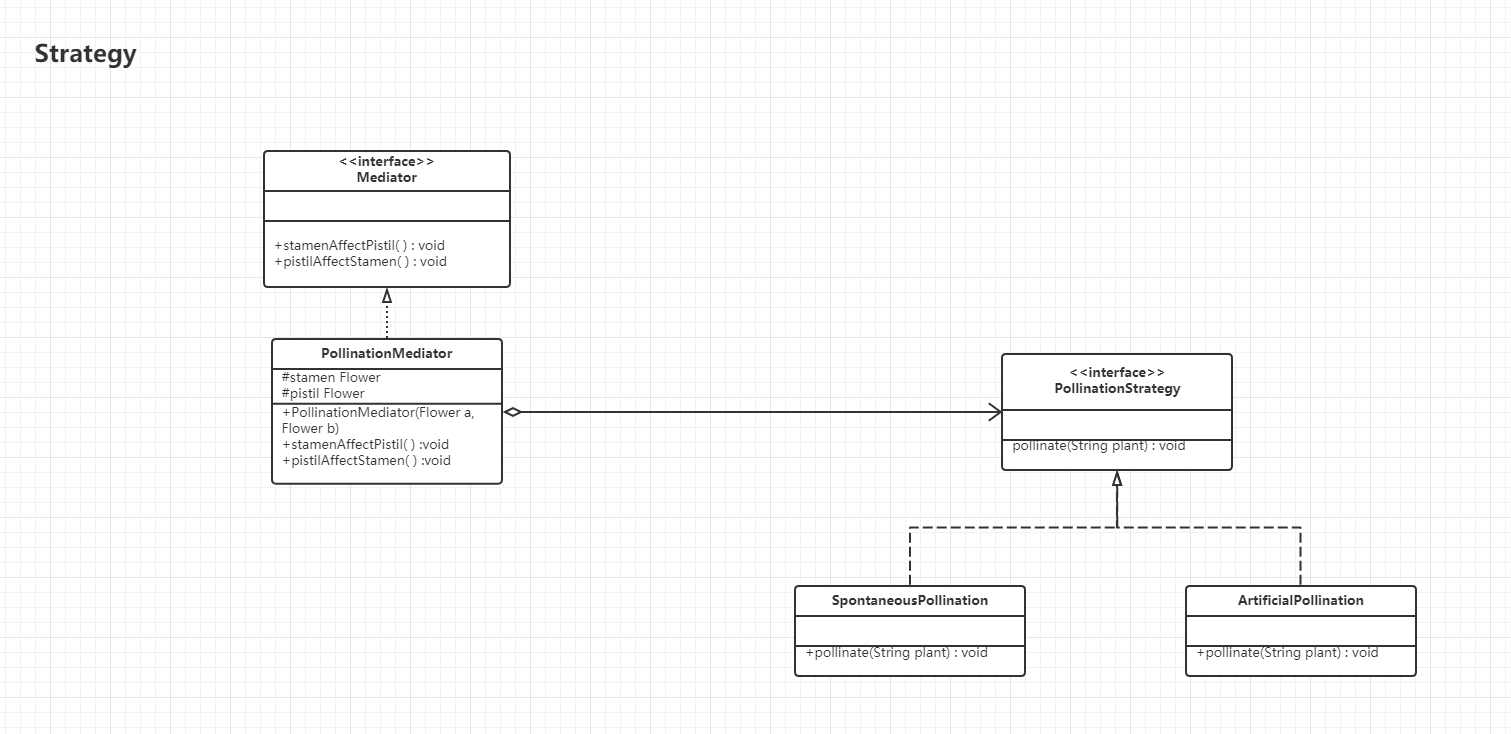 Strategy
<<interface>>
Mediator
+stamenAffectPistil( ) : void
+pistilAffectStamen( ) : void
PollinationMediator
#stamen Flower
#pistil Flower
+PollinationMediator(Flower a,
Flower b)
+stamenAffectPistil( ) :void
+pistilAffectStamen( ) :void
<<interface>>
PollinationStrategy
pollinate(String plant) : void
SpontaneousPollination
+pollinate(String plant) : void
ArtificialPollination
+pollinate(String plant) : void